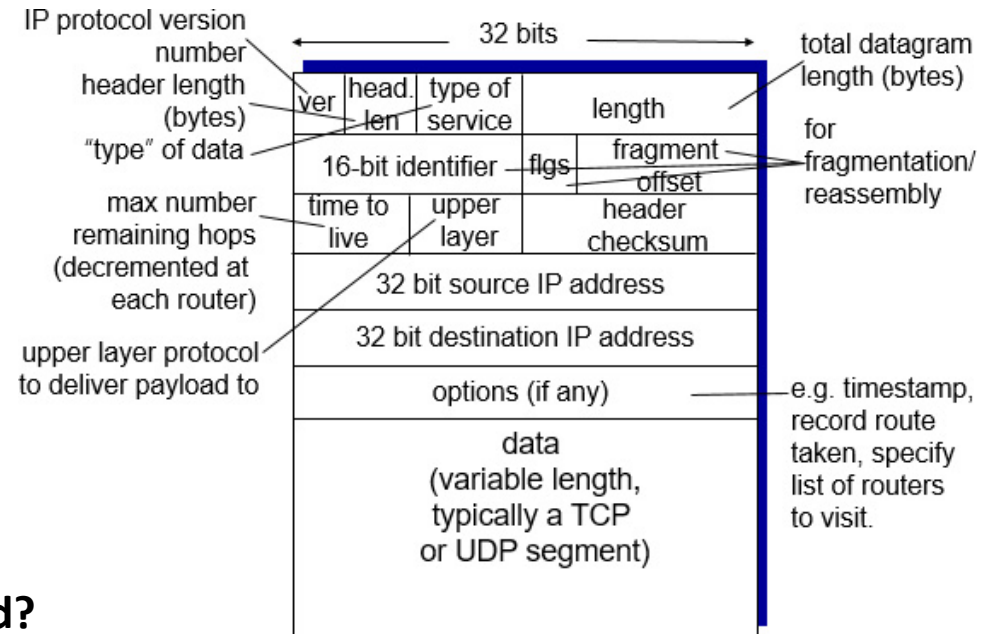 IP protocol version
number
header length
(bytes)
"type" of data
max number
remaining hops
(decremented at
each router)
upper layer protocol
to deliver payload to
32 bits
ver
head.
len
type of
service
length
16-bit identifier
flgs
fragment
offset
time to
live
upper
layer
header
checksum
32 bit source IP address
32 bit destination IP address
options (if any)
data
(variable length,
typically a TCP
or UDP segment)
total datagram
length (bytes)
for
fragmentation/
reassembly
e.g. timestamp,
record route
taken, specify
list of routers
to visit.
d?